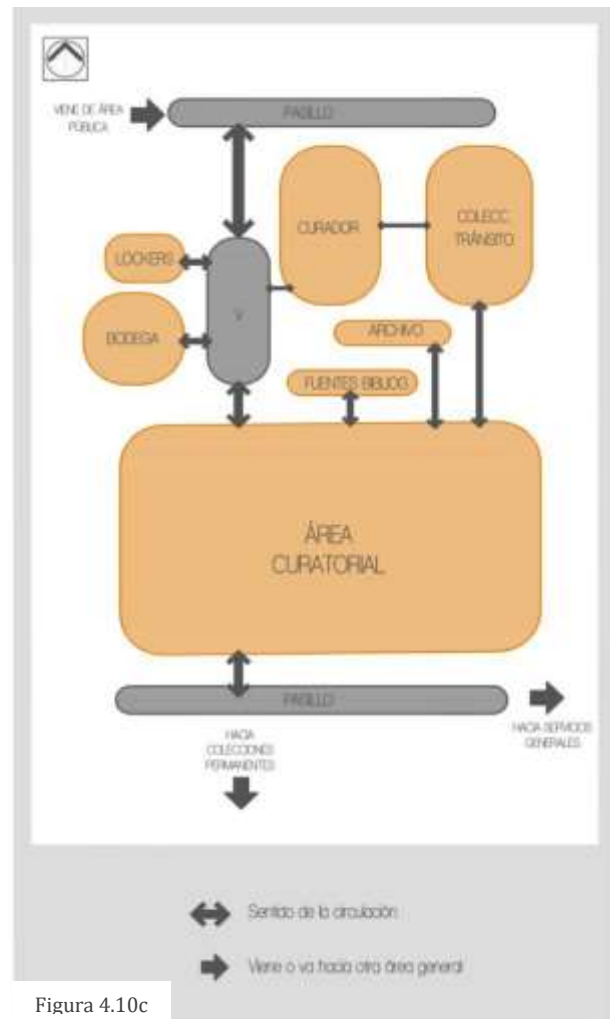 VIENE DE ÁREA
PÚBLICA
PASILLO
CURADOR
COLECC.
TRÁNSITO
LOCKERS
V
BODEGA
ARCHIVO
FUENTES BIBLIOG
ÁREA
CURATORIAL
PASILLO
HACIA
COLECCIONES
PERMANENTES
HACIA SERVICIOS
GENERALES
Sentido de la circulación
Viene o va hacia otra área general
Figura 4.10c